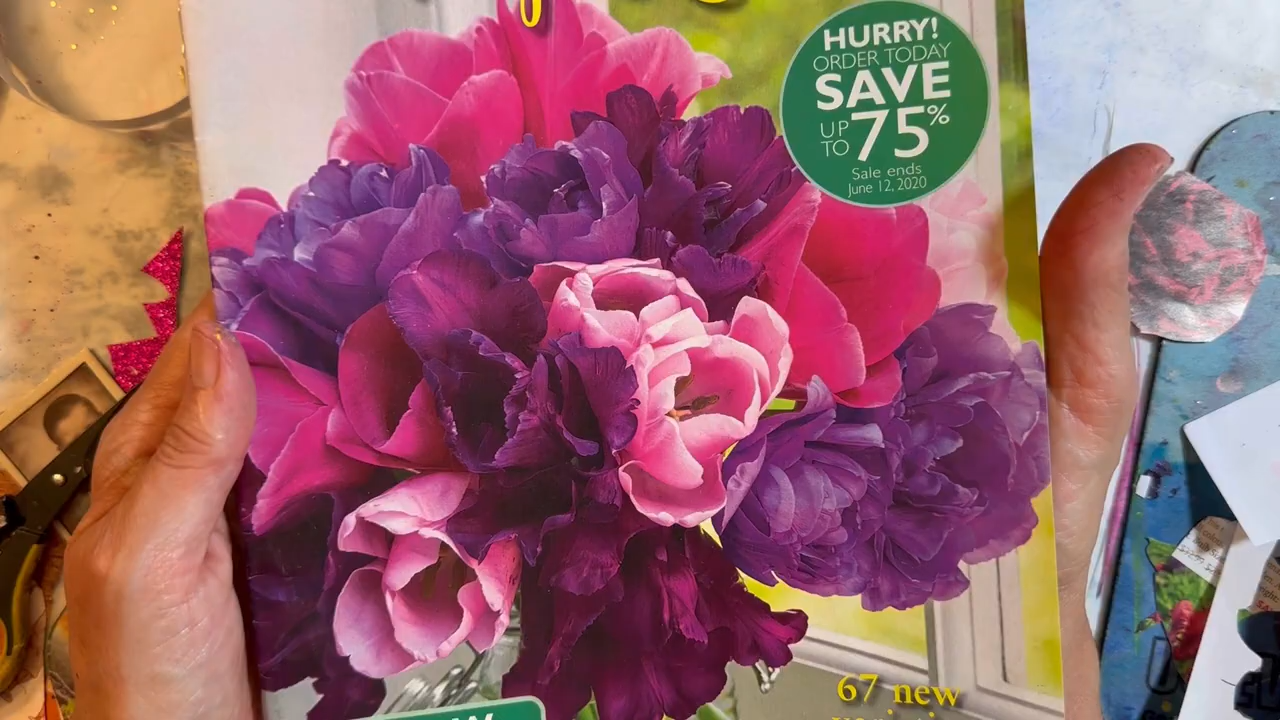 HURRY!
ORDER TODAY
SAVE
UP TO 75%
Sale ends
June 12, 2020
67 new